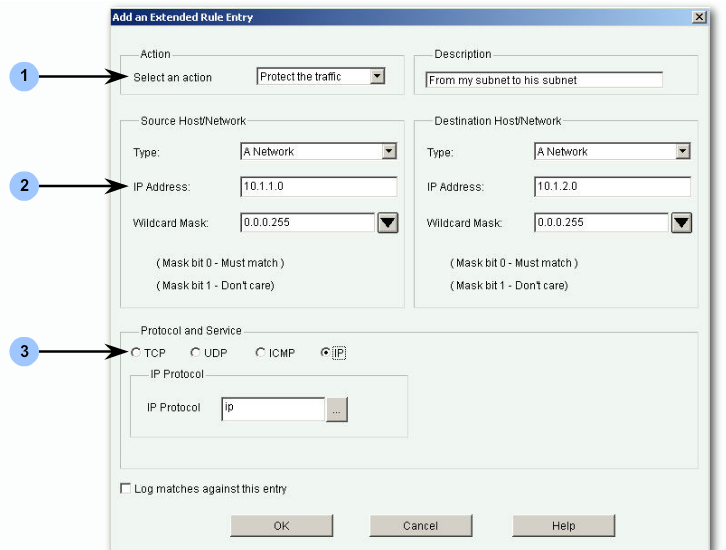 Add an Extended Rule Entry
Action
1
Select an action
Protect the traffic
Description
From my subnet to his subnet
Source Host/Network
Type:
A Network
2
IP Address:
10.1.1.0
Wildcard Mask:
0.0.0.255
( Mask bit 0 - Must match )
( Mask bit 1 - Don't care)
Destination Host/Network
Type:
A Network
IP Address:
10.1.2.0
Wildcard Mask:
0.0.0.255
( Mask bit 0 - Must match )
( Mask bit 1 - Don't care)
Protocol and Service
3
TCP UDP ICMP IP
IP Protocol
IP Protocol ip ...
Log matches against this entry
OK Cancel Help